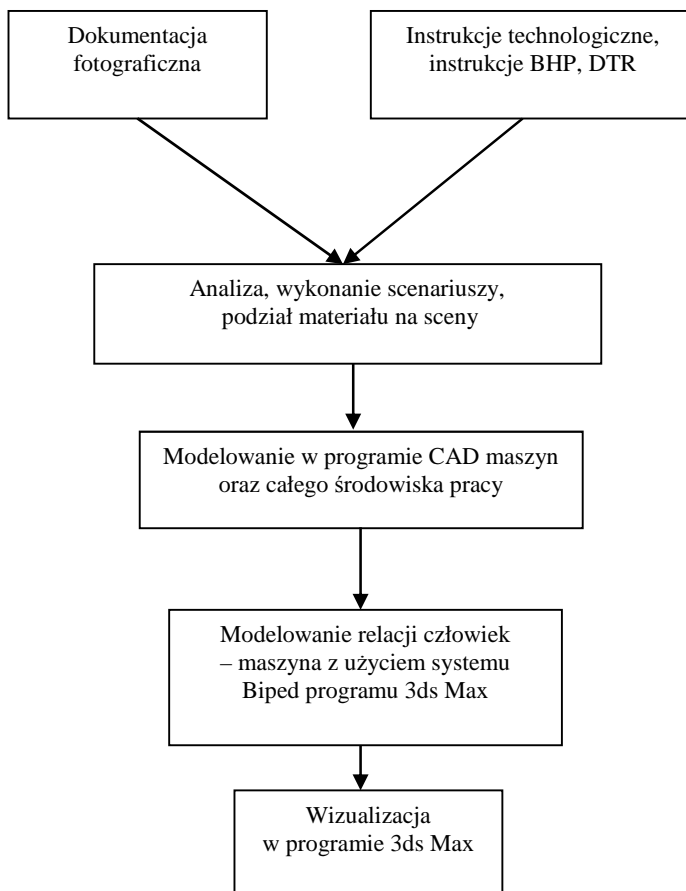 Dokumentacja
fotograficzna
Instrukcje technologiczne,
instrukcje BHP, DTR
Analiza, wykonanie scenariuszy,
podział materiału na sceny
Modelowanie w programie CAD maszyn
oraz całego środowiska pracy
Modelowanie relacji człowiek
– maszyna z użyciem systemu
Biped programu 3ds Max
Wizualizacja
w programie 3ds Max